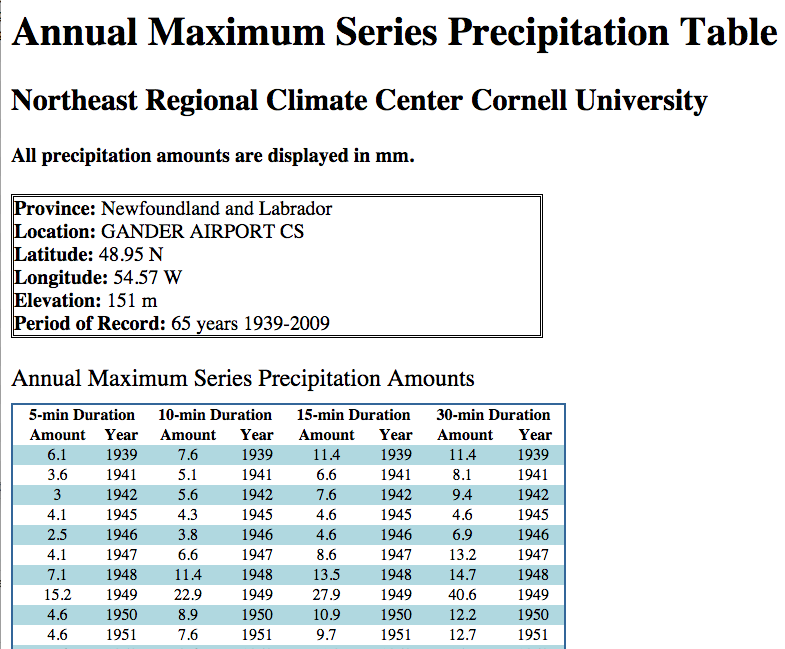 Annual Maximum Series Precipitation Table
Northeast Regional Climate Center Cornell University
All precipitation amounts are displayed in mm.
Province: Newfoundland and Labrador
Location: GANDER AIRPORT CS
Latitude: 48.95 N
Longitude: 54.57 W
Elevation: 151 m
Period of Record: 65 years 1939-2009
Annual Maximum Series Precipitation Amounts
5-min Duration 10-min Duration 15-min Duration 30-min Duration
Amount Year Amount Year Amount Year Amount Year
6.1 1939 7.6 1939 11.4 1939 11.4 1939
3.6 1941 5.1 1941 6.6 1941 8.1 1941
3 1942 5.6 1942 7.6 1942 9.4 1942
4.1 1945 4.3 1945 4.6 1945 4.6 1945
2.5 1946 3.8 1946 4.6 1946 6.9 1946
4.1 1947 6.6 1947 8.6 1947 13.2 1947
7.1 1948 11.4 1948 13.5 1948 14.7 1948
15.2 1949 22.9 1949 27.9 1949 40.6 1949
4.6 1950 8.9 1950 10.9 1950 12.2 1950
4.6 1951 7.6 1951 9.7 1951 12.7 1951